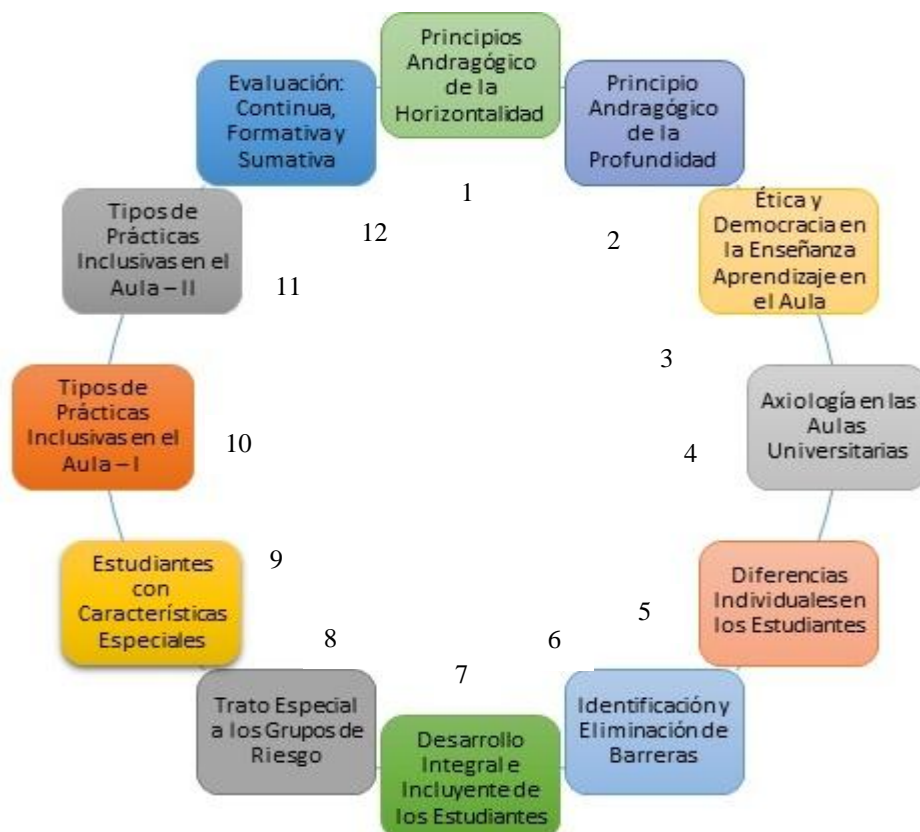 Principios
Andragógico
de la
Horizontalidad
1
Principio
Andragógico
de la
Profundidad
2
Ética y
Democracia en
la Enseñanza
Aprendizaje en
el Aula
3
Axiología en las
Aulas
Universitarias
4
Diferencias
Individuales en
los Estudiantes
5
Identificación y
Eliminación de
Barreras
6
Desarrollo
Integral e
Incluyente de
los Estudiantes
7
Trato Especial
a los Grupos de
Riesgo
8
Estudiantes
con
Características
Especiales
9
Tipos de
Prácticas
Inclusivas en el
Aula – I
10
Tipos de
Prácticas
Inclusivas en el
Aula – II
11
Evaluación:
Continua,
Formativa y
Sumativa
12